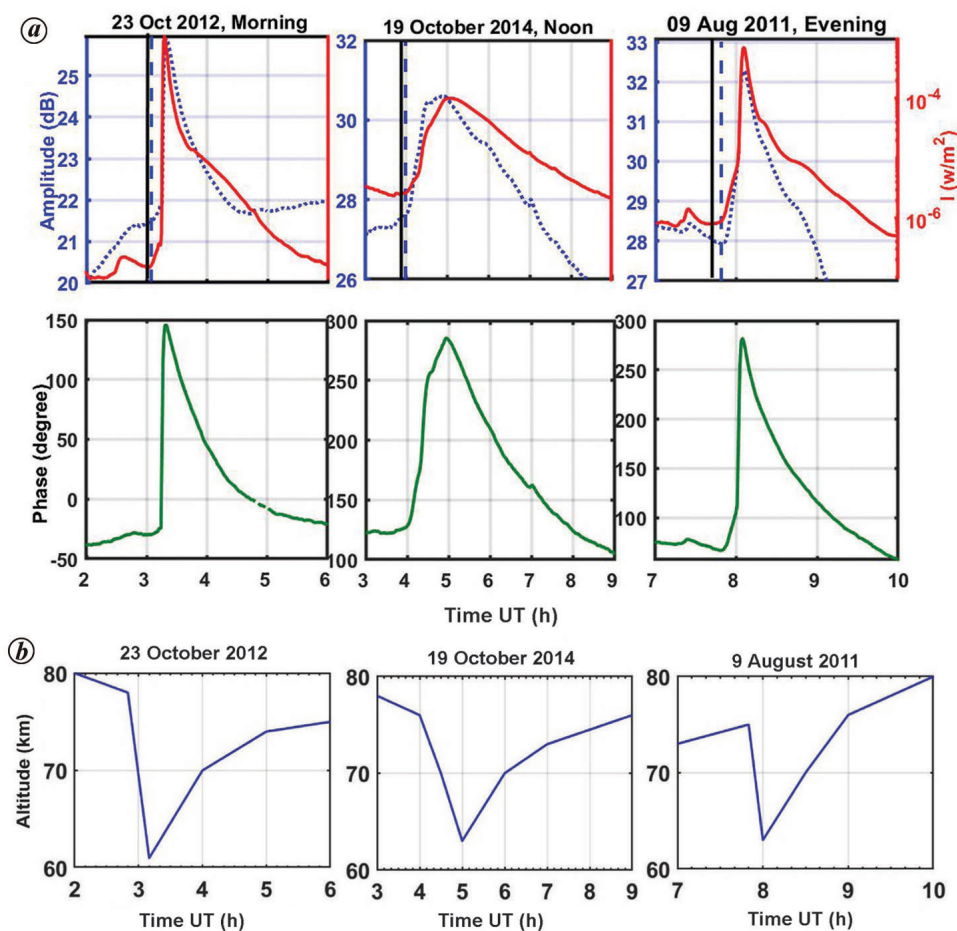 a
23 Oct 2012, Morning
19 October 2014, Noon
09 Aug 2011, Evening
Amplitude (dB)
25
24
23
22
21
20
32
30
28
26
33
32
31
30
29
28
27
10⁻⁴
10⁻⁶
I (w/m²)
Phase (degree)
150
100
50
0
-50
2 3 4 5 6
300
250
200
150
100
3 4 5 6 7 8 9
300
250
200
150
100
7 8 9 10
Time UT (h)
b
23 October 2012
19 October 2014
9 August 2011
Altitude (km)
80
70
60
2 3 4 5 6
80
70
60
3 4 5 6 7 8 9
80
70
60
7 8 9 10
Time UT (h)
Time UT (h)
Time UT (h)